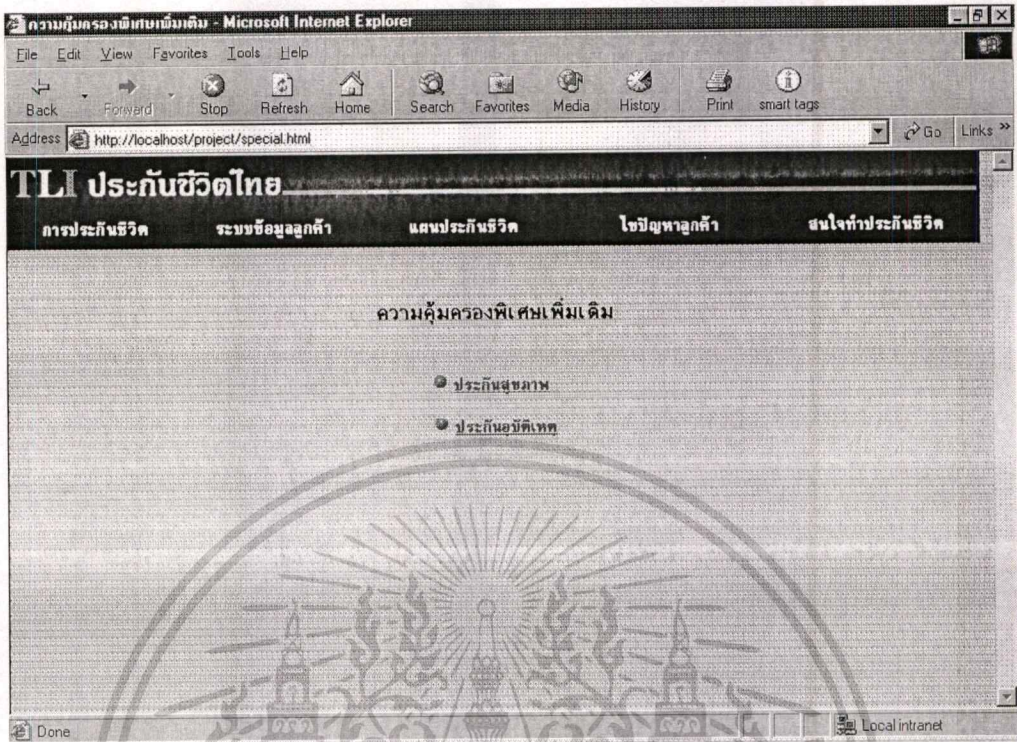 ความคุ้มครองพิเศษเพิ่มเติม - Microsoft Internet Explorer
File Edit View Favorites Tools Help
Back Forward Stop Refresh Home Search Favorites Media History Print smart tags
Address http://localhost/project/special.html Go Links »
TLI ประกันชีวิตไทย
การประกันชีวิต ระบบข้อมูลลูกค้า แผนประกันชีวิต ไขปัญหาลูกค้า สนใจทำประกันชีวิต
ความคุ้มครองพิเศษเพิ่มเติม
ประกันสุขภาพ
ประกันอุบัติเหตุ
Done Local intranet